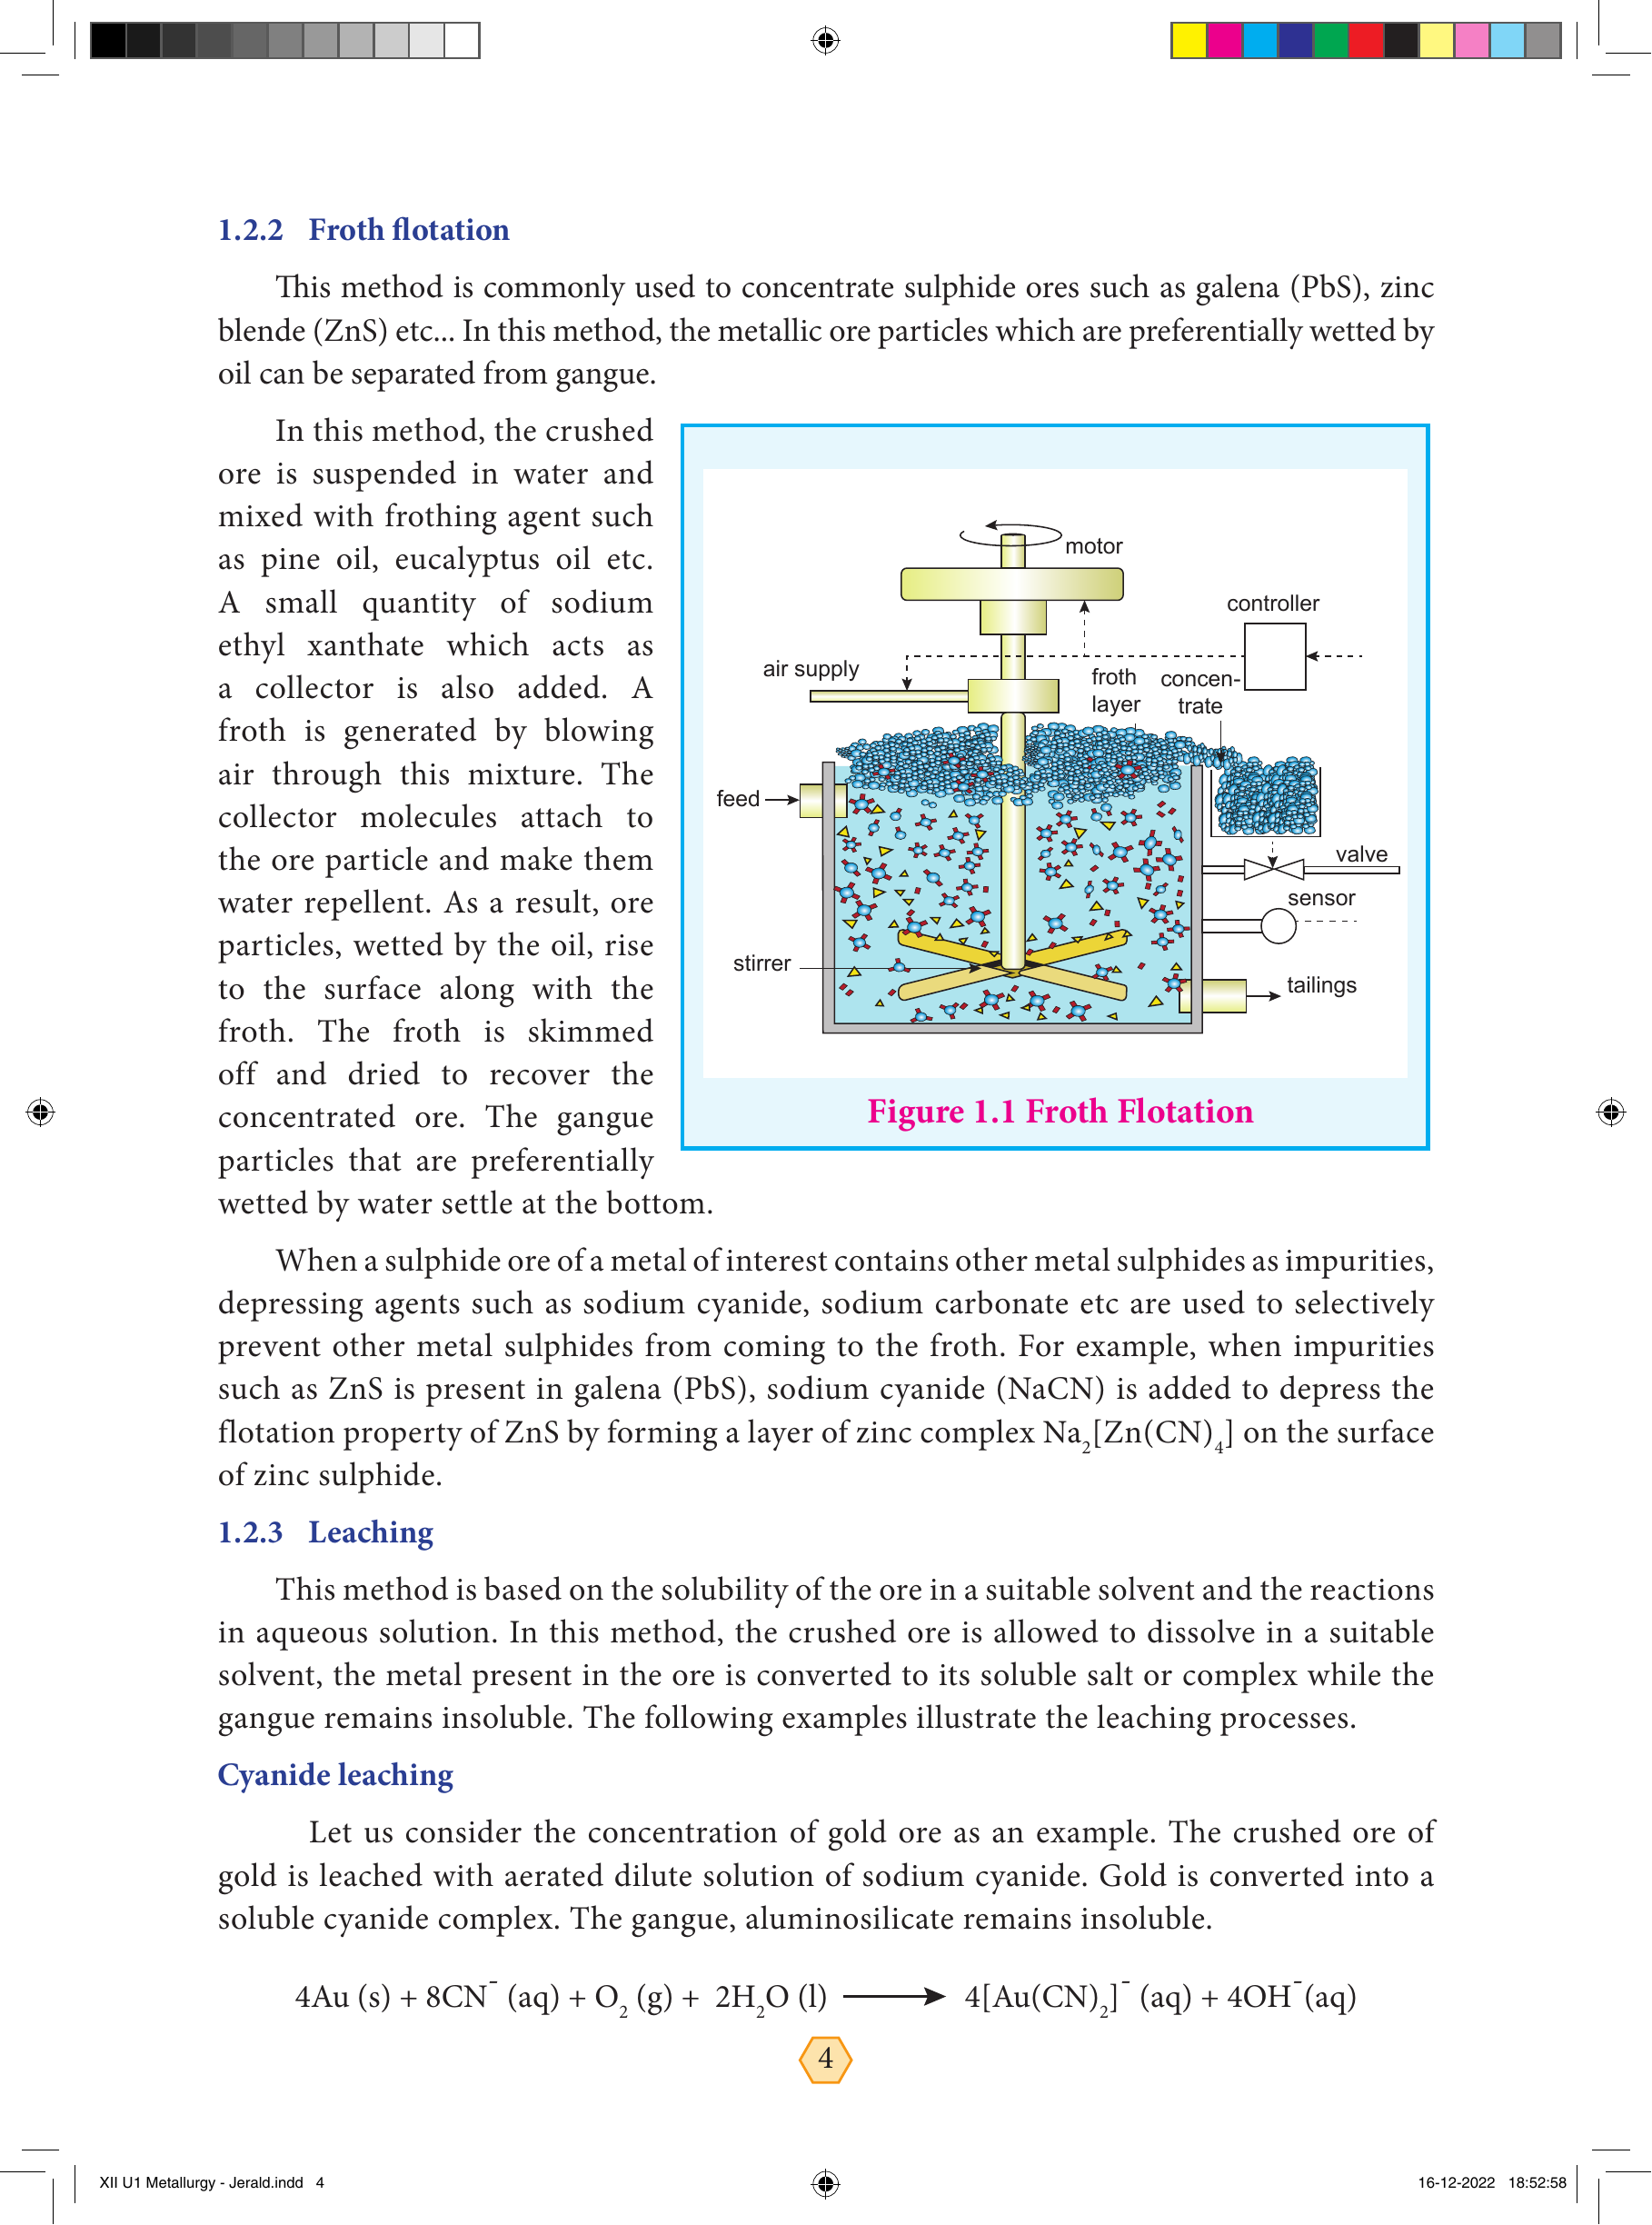 1.2.2 Froth flotation
This method is commonly used to concentrate sulphide ores such as galena (PbS), zinc
blende (ZnS) etc... In this method, the metallic ore particles which are preferentially wetted by
oil can be separated from gangue.
In this method, the crushed
ore is suspended in water and
mixed with frothing agent such
as pine oil, eucalyptus oil etc.
A small quantity of sodium
ethyl xanthate which acts as
a collector is also added. A
froth is generated by blowing
air through this mixture. The
collector molecules attach to
the ore particle and make them
water repellent. As a result, ore
particles, wetted by the oil, rise
to the surface along with the
froth. The froth is skimmed
off and dried to recover the
concentrated ore. The gangue
particles that are preferentially
wetted by water settle at the bottom.
motor
controller
air supply
froth
layer
concen-
trate
feed
valve
sensor
stirrer
tailings
Figure 1.1 Froth Flotation
When a sulphide ore of a metal of interest contains other metal sulphides as impurities,
depressing agents such as sodium cyanide, sodium carbonate etc are used to selectively
prevent other metal sulphides from coming to the froth. For example, when impurities
such as ZnS is present in galena (PbS), sodium cyanide (NaCN) is added to depress the
flotation property of ZnS by forming a layer of zinc complex Na₂[Zn(CN)₄] on the surface
of zinc sulphide.
1.2.3 Leaching
This method is based on the solubility of the ore in a suitable solvent and the reactions
in aqueous solution. In this method, the crushed ore is allowed to dissolve in a suitable
solvent, the metal present in the ore is converted to its soluble salt or complex while the
gangue remains insoluble. The following examples illustrate the leaching processes.
Cyanide leaching
Let us consider the concentration of gold ore as an example. The crushed ore of
gold is leached with aerated dilute solution of sodium cyanide. Gold is converted into a
soluble cyanide complex. The gangue, aluminosilicate remains insoluble.
4Au (s) + 8CN⁻ (aq) + O₂ (g) + 2H₂O (l) ⟶ 4[Au(CN)₂]⁻ (aq) + 4OH⁻(aq)
4
XII U1 Metallurgy - Jerald.indd 4
16-12-2022 18:52:58